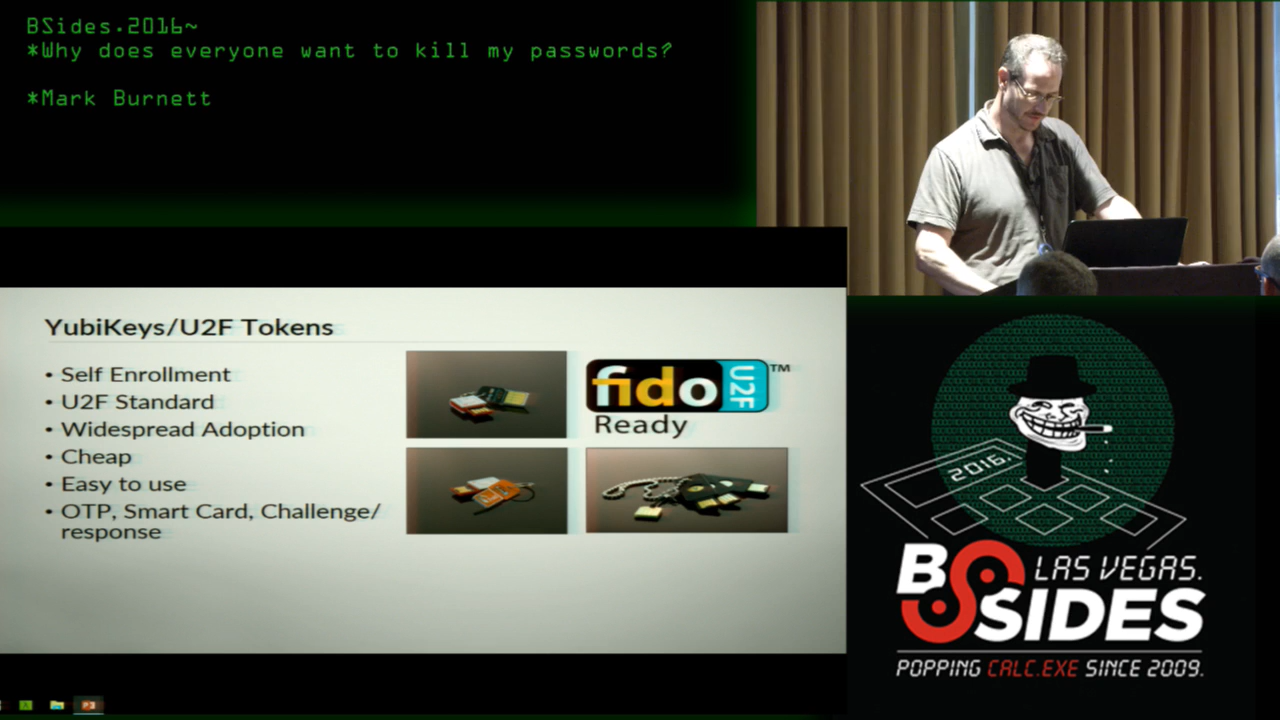 BSides.2016~
*Why does everyone want to kill my passwords?
*Mark Burnett
YubiKeys/U2F Tokens
• Self Enrollment
• U2F Standard
• Widespread Adoption
• Cheap
• Easy to use
• OTP, Smart Card, Challenge/
response
fido U2F TM
Ready
2016.
BSIDES LAS VEGAS.
POPPING CALC.EXE SINCE 2009.